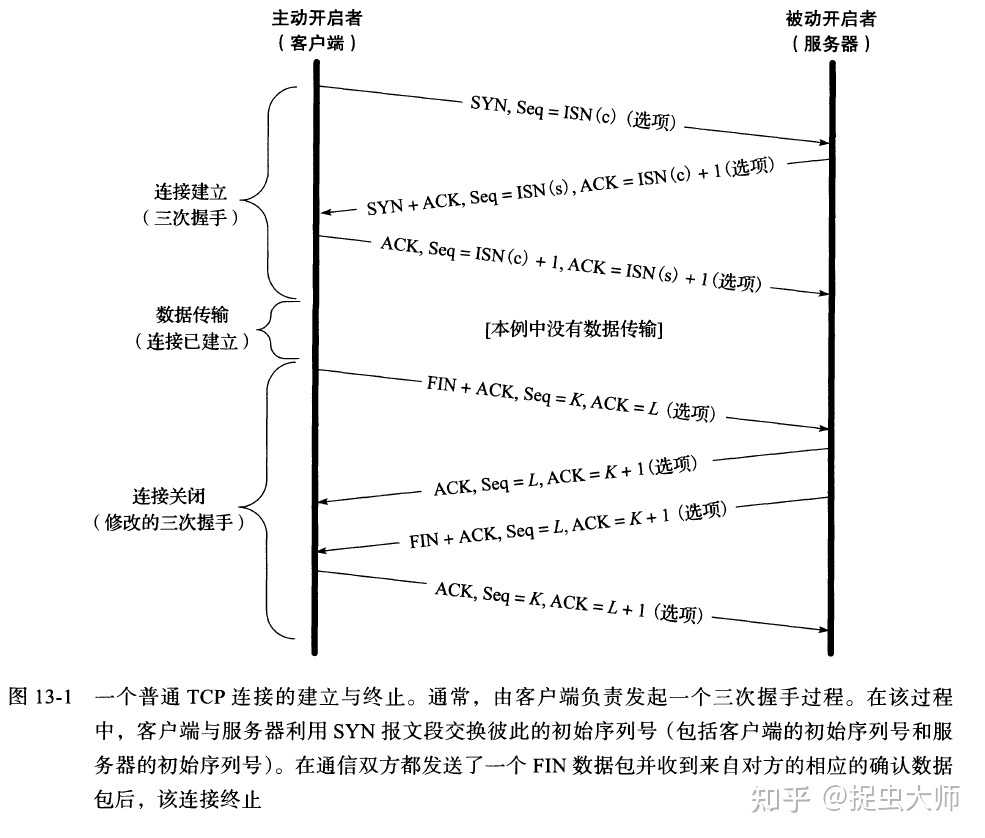 主动开启者
（客户端）
被动开启者
（服务器）
SYN, Seq = ISN(c) (选项)
SYN + ACK, Seq = ISN(s), ACK = ISN(c) + 1(选项)
连接建立
（三次握手）
ACK, Seq = ISN(c) + 1, ACK = ISN(s) + 1(选项)
数据传输
（连接已建立）
[本例中没有数据传输]
FIN + ACK, Seq = K, ACK = L (选项)
ACK, Seq = L, ACK = K + 1(选项)
连接关闭
（修改的三次握手）
FIN + ACK, Seq = L, ACK = K + 1 (选项)
ACK, Seq = K, ACK = L + 1 (选项)
图 13-1 一个普通 TCP 连接的建立与终止。通常，由客户端负责发起一个三次握手过程。在该过程
中，客户端与服务器利用 SYN 报文段交换彼此的初始序列号（包括客户端的初始序列号和服
务器的初始序列号）。在通信双方都发送了一个 FIN 数据包并收到来自对方的相应的确认数据
包后，该连接终止
知乎 @捉虫大师